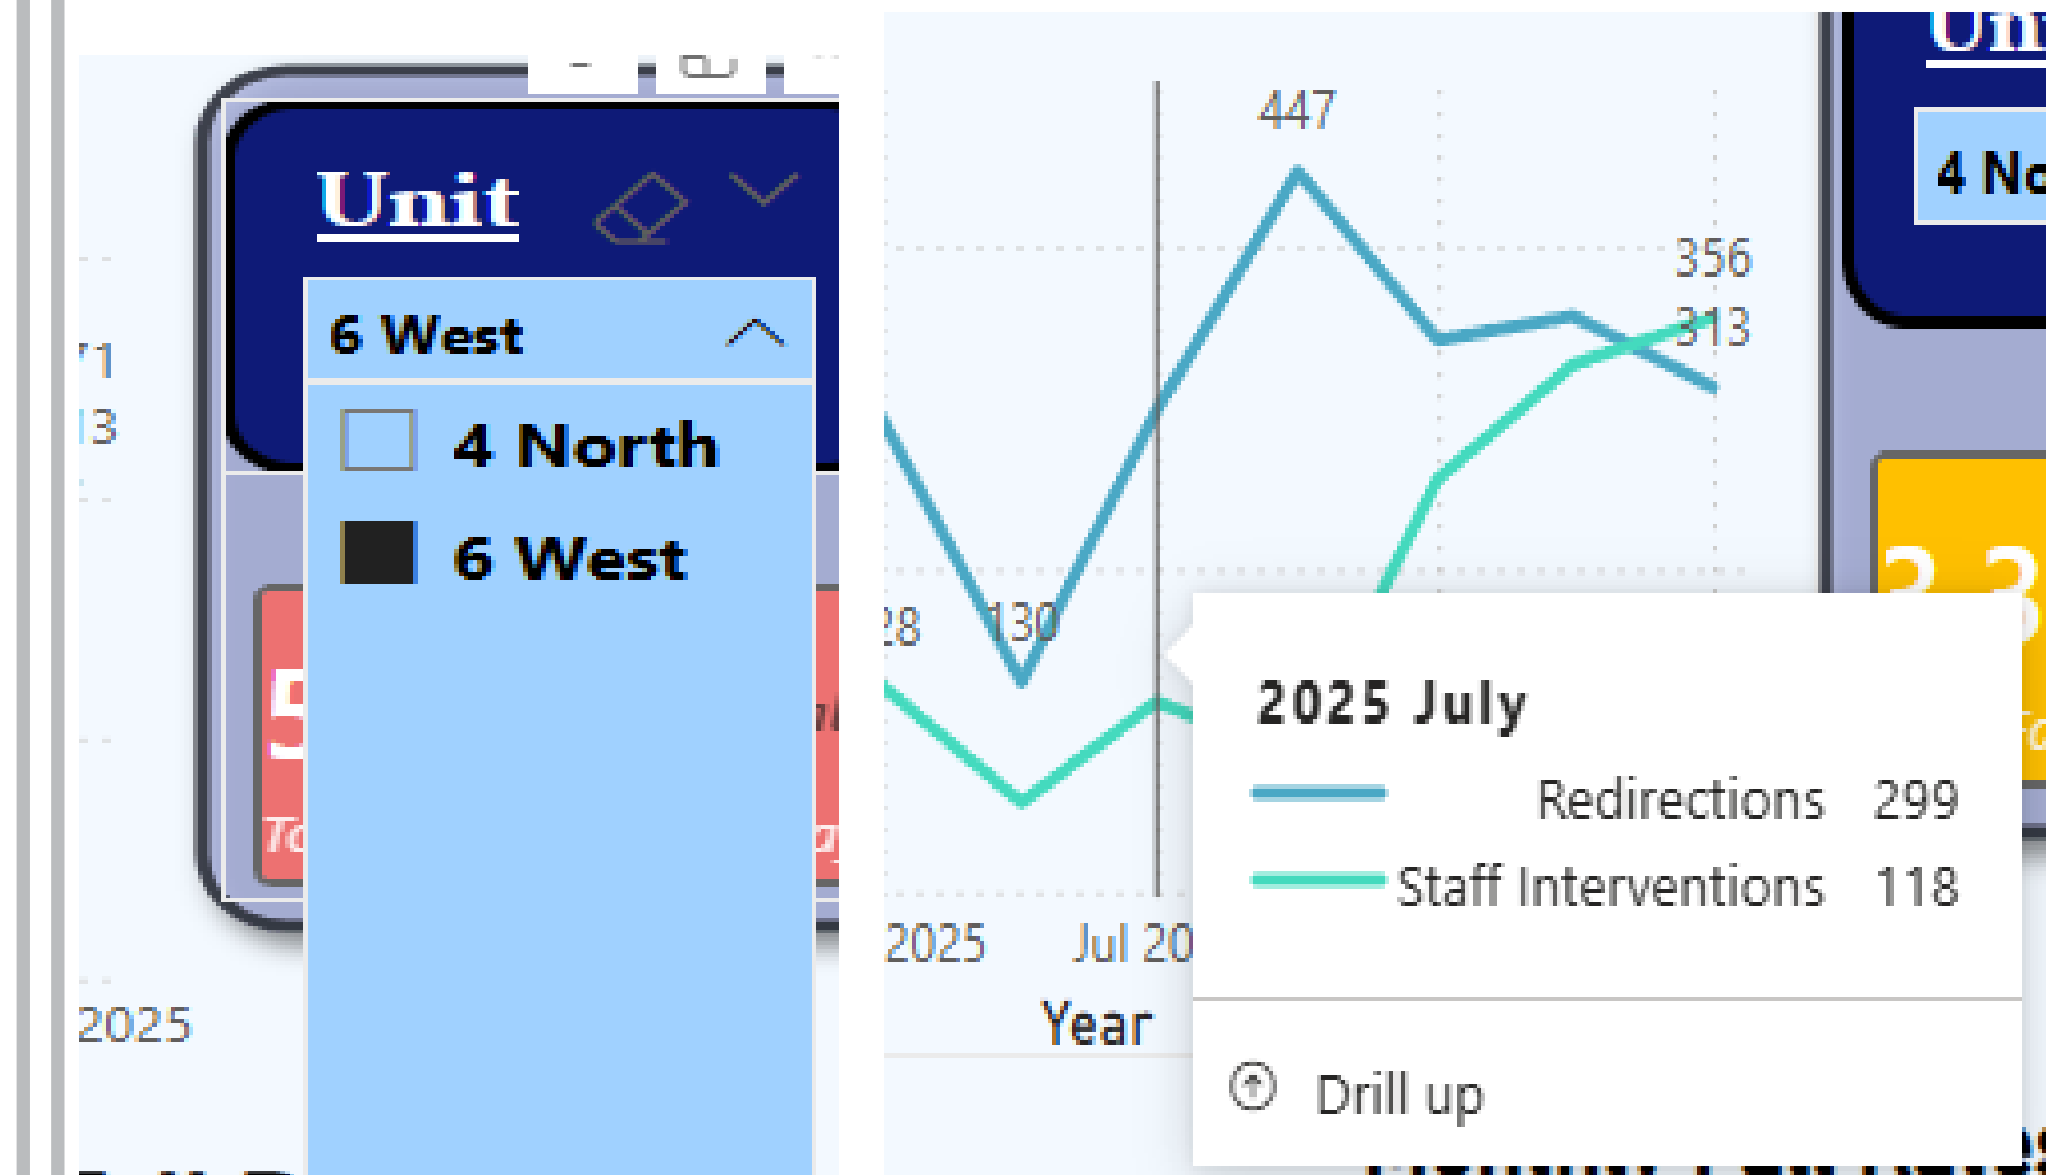 Unit
6 West
4 North
6 West
2025
447
356
313
130
28
2025 July
Redirections 299
Staff Interventions 118
2025
Jul 20
Year
Drill up
4 No